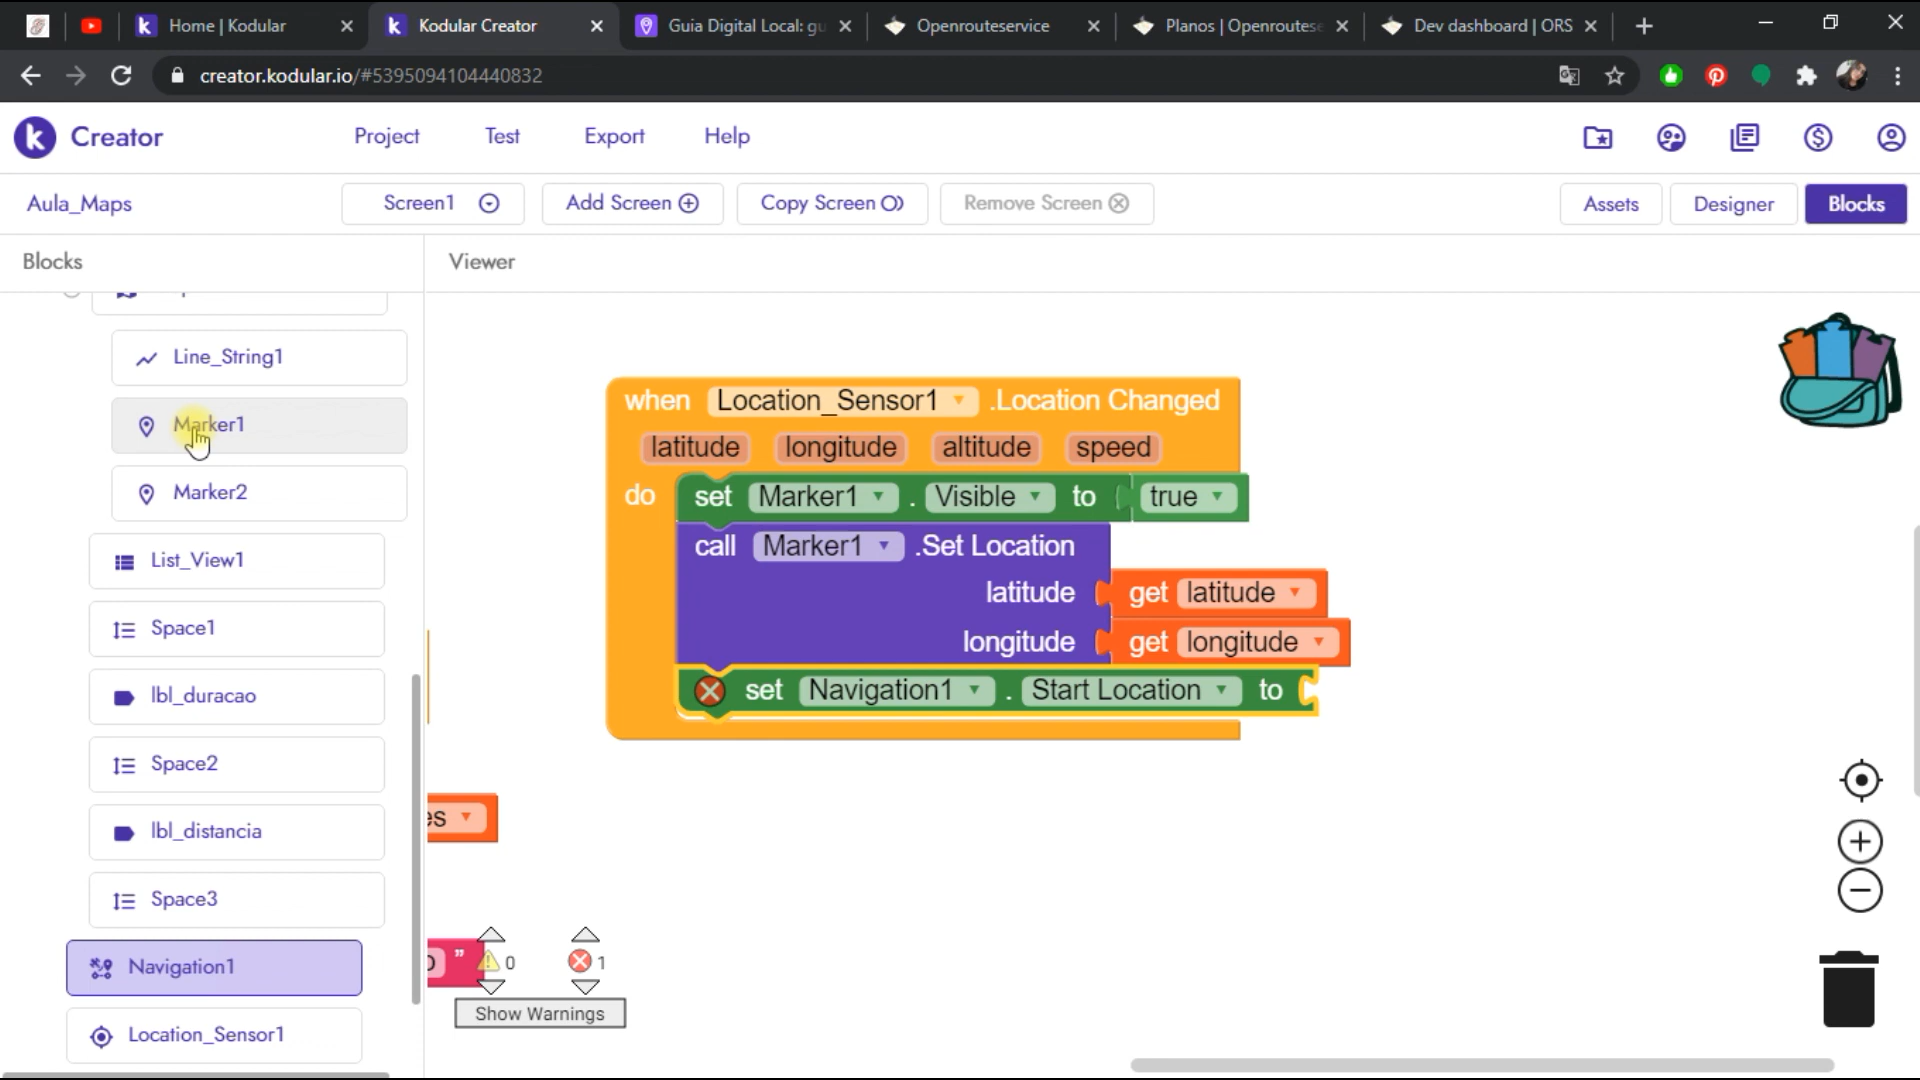 Home | Kodular
Kodular Creator
Guia Digital Local: gu
Openrouteservice
Planos | Openroutese
Dev dashboard | ORS
creator.kodular.io/#5395094104440832
k Creator
Project Test Export Help
Aula_Maps
Screen1
Add Screen
Copy Screen
Remove Screen
Assets
Designer
Blocks
Blocks
Viewer
Line_String1
Marker1
Marker2
List_View1
Space1
lbl_duracao
Space2
lbl_distancia
Space3
Navigation1
Location_Sensor1
when Location_Sensor1 .Location Changed
latitude longitude altitude speed
do set Marker1 . Visible to true
call Marker1 .Set Location
latitude get latitude
longitude get longitude
set Navigation1 . Start Location to
es
"
0
1
Show Warnings